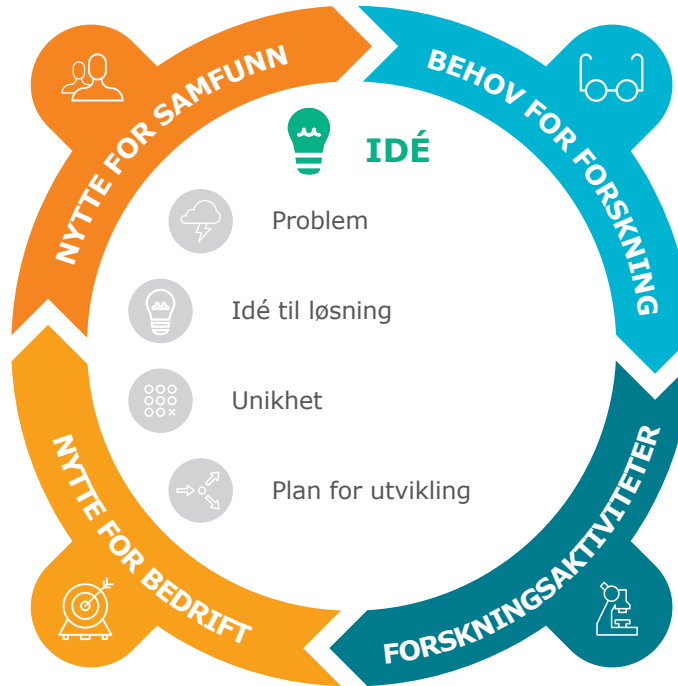 NYTTE FOR SAMFUNN
BEHOV FOR FORSKNING
IDÉ
Problem
Idé til løsning
Unikhet
Plan for utvikling
NYTTE FOR BEDRIFT
FORSKNINGSAKTIVITETER